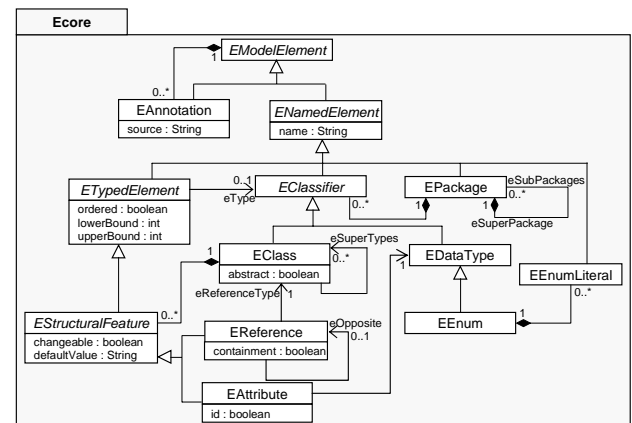 Ecore
EModelElement
1
0..*
EAnnotation
source : String
ENamedElement
name : String
ETypedElement
ordered : boolean
lowerBound : int
upperBound : int
0..1
eType
EClassifier
0..*
1
EPackage
1
eSubPackages
0..*
eSuperPackage
1
EClass
abstract : boolean
eSuperTypes
0..*
1
EDataType
EEnumLiteral
0..*
eReferenceType
1
0..*
EStructuralFeature
changeable : boolean
defaultValue : String
EReference
containment : boolean
eOpposite
0..1
EEnum
1
EAttribute
id : boolean